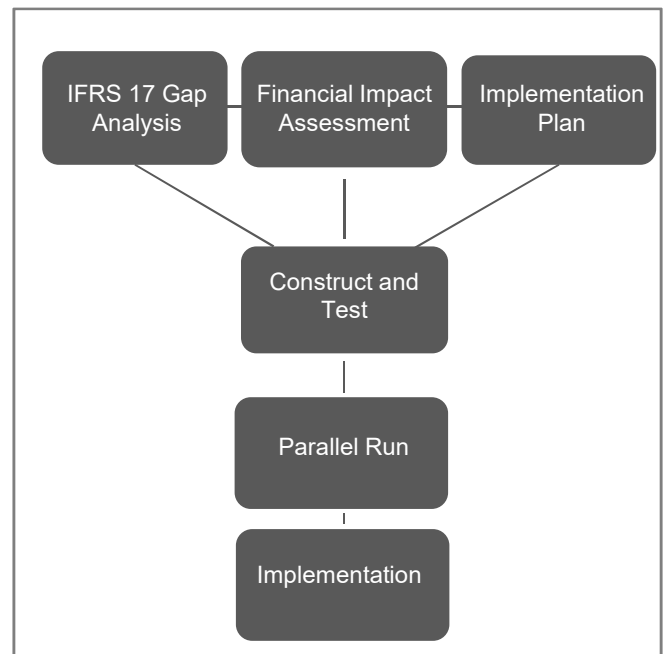 IFRS 17 Gap
Analysis
Financial Impact
Assessment
Implementation
Plan
Construct and
Test
Parallel Run
Implementation